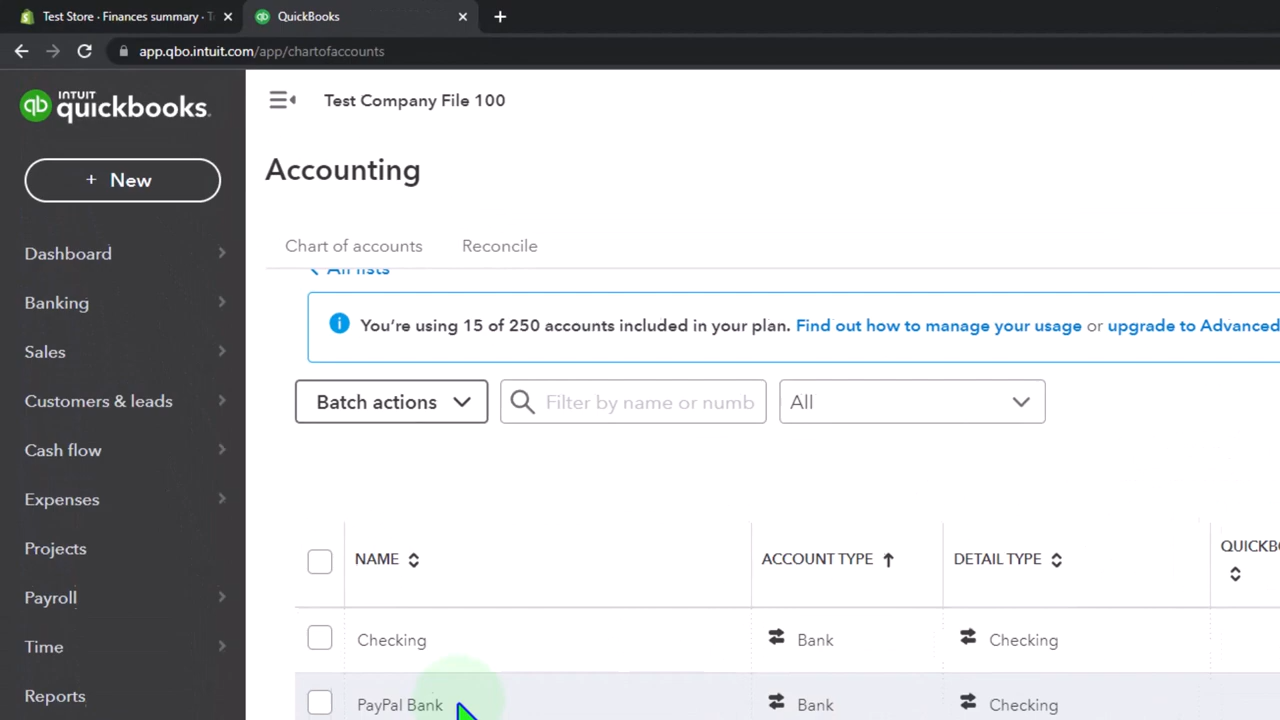 Test Store · Finances summary ·
QuickBooks
app.qbo.intuit.com/app/chartofaccounts
qb INTUIT quickbooks.
Test Company File 100
+ New
Accounting
Chart of accounts
Reconcile
All lists
You're using 15 of 250 accounts included in your plan. Find out how to manage your usage or upgrade to Advanced
Batch actions
Filter by name or numb
All
NAME
ACCOUNT TYPE
DETAIL TYPE
QUICKB
Checking
Bank
Checking
PayPal Bank
Bank
Checking
Dashboard
Banking
Sales
Customers & leads
Cash flow
Expenses
Projects
Payroll
Time
Reports